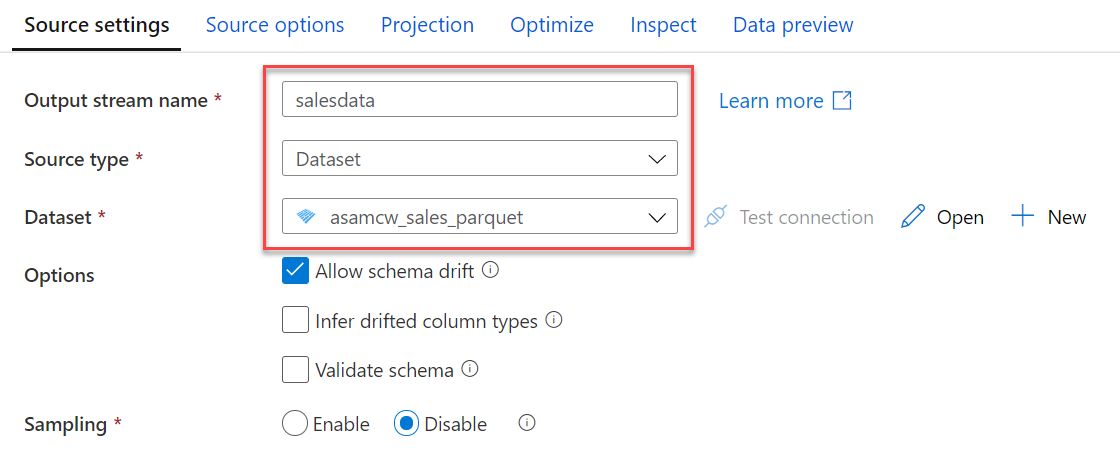 Source settings Source options Projection Optimize Inspect Data preview
Output stream name * salesdata Learn more
Source type * Dataset
Dataset * asamcw_sales_parquet Test connection Open New
Options Allow schema drift
Infer drifted column types
Validate schema
Sampling * Enable Disable